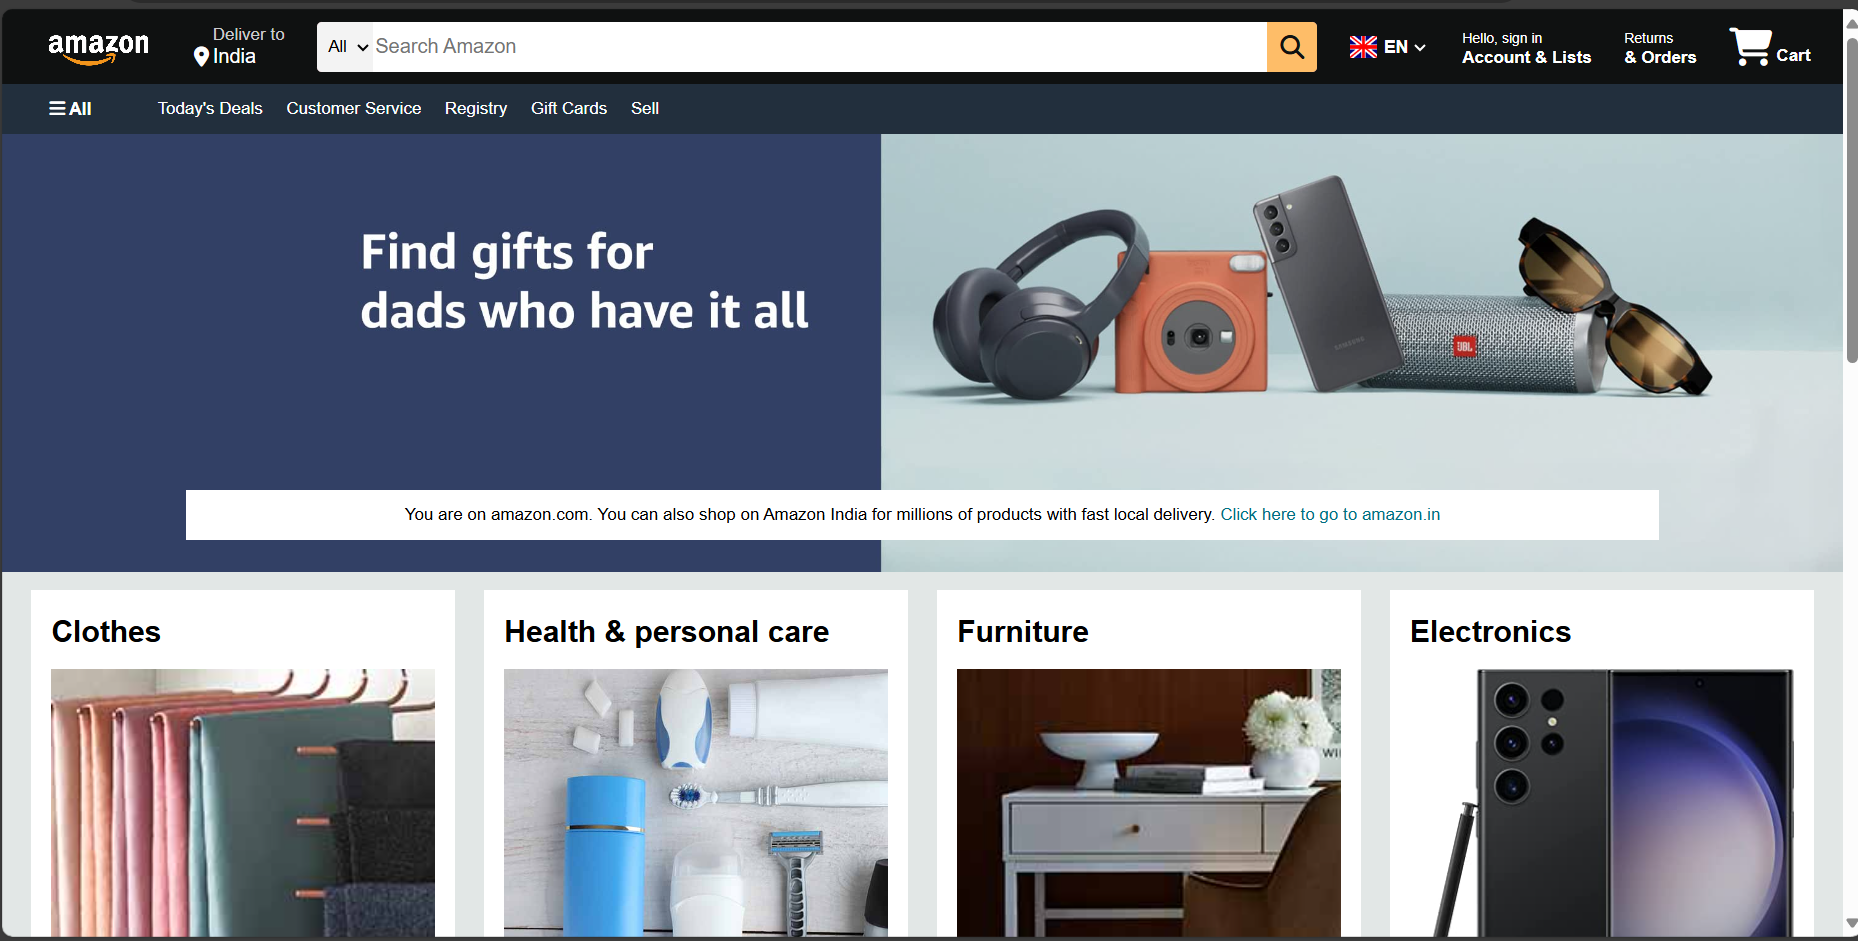 amazon
Deliver to
India
All
Search Amazon
EN
Hello, sign in
Account & Lists
Returns
& Orders
Cart
All
Today's Deals
Customer Service
Registry
Gift Cards
Sell
Find gifts for
dads who have it all
SAMSUNG
JBL
You are on amazon.com. You can also shop on Amazon India for millions of products with fast local delivery. Click here to go to amazon.in
Clothes
Health & personal care
Furniture
Electronics